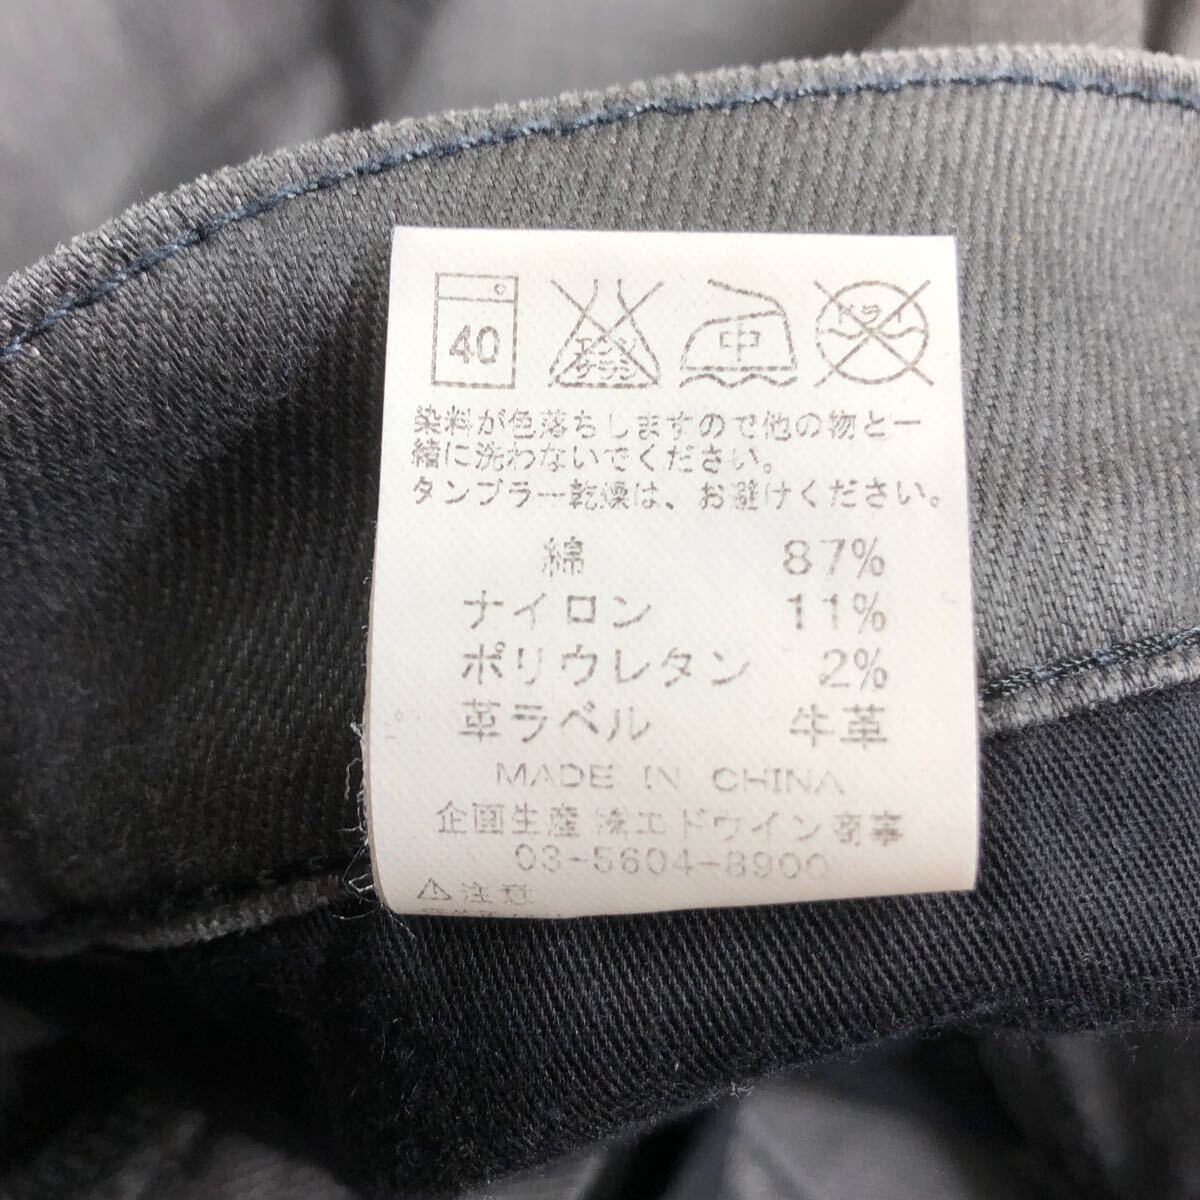 40
エンソ
サラシ
中
ドライ
染料が色落ちしますので他の物と一
緒に洗わないでください。
タンブラー乾燥は、お避けください。
綿 87%
ナイロン 11%
ポリウレタン 2%
革ラベル 牛革
MADE IN CHINA
企画生産 ㈱エドウイン商事
03-5604-8900
⚠注意